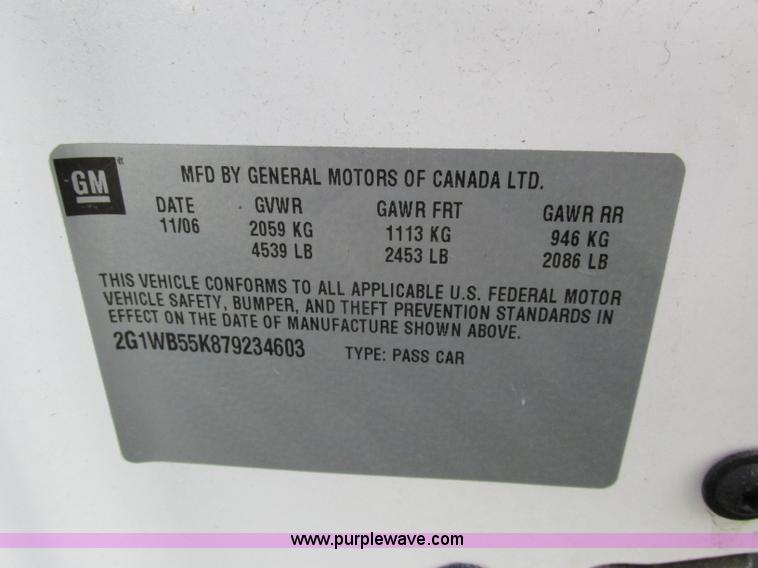 GM
MFD BY GENERAL MOTORS OF CANADA LTD.
DATE GVWR GAWR FRT GAWR RR
11/06 2059 KG 1113 KG 946 KG
4539 LB 2453 LB 2086 LB
THIS VEHICLE CONFORMS TO ALL APPLICABLE U.S. FEDERAL MOTOR
VEHICLE SAFETY, BUMPER, AND THEFT PREVENTION STANDARDS IN
EFFECT ON THE DATE OF MANUFACTURE SHOWN ABOVE.
2G1WB55K879234603 TYPE: PASS CAR
www.purplewave.com